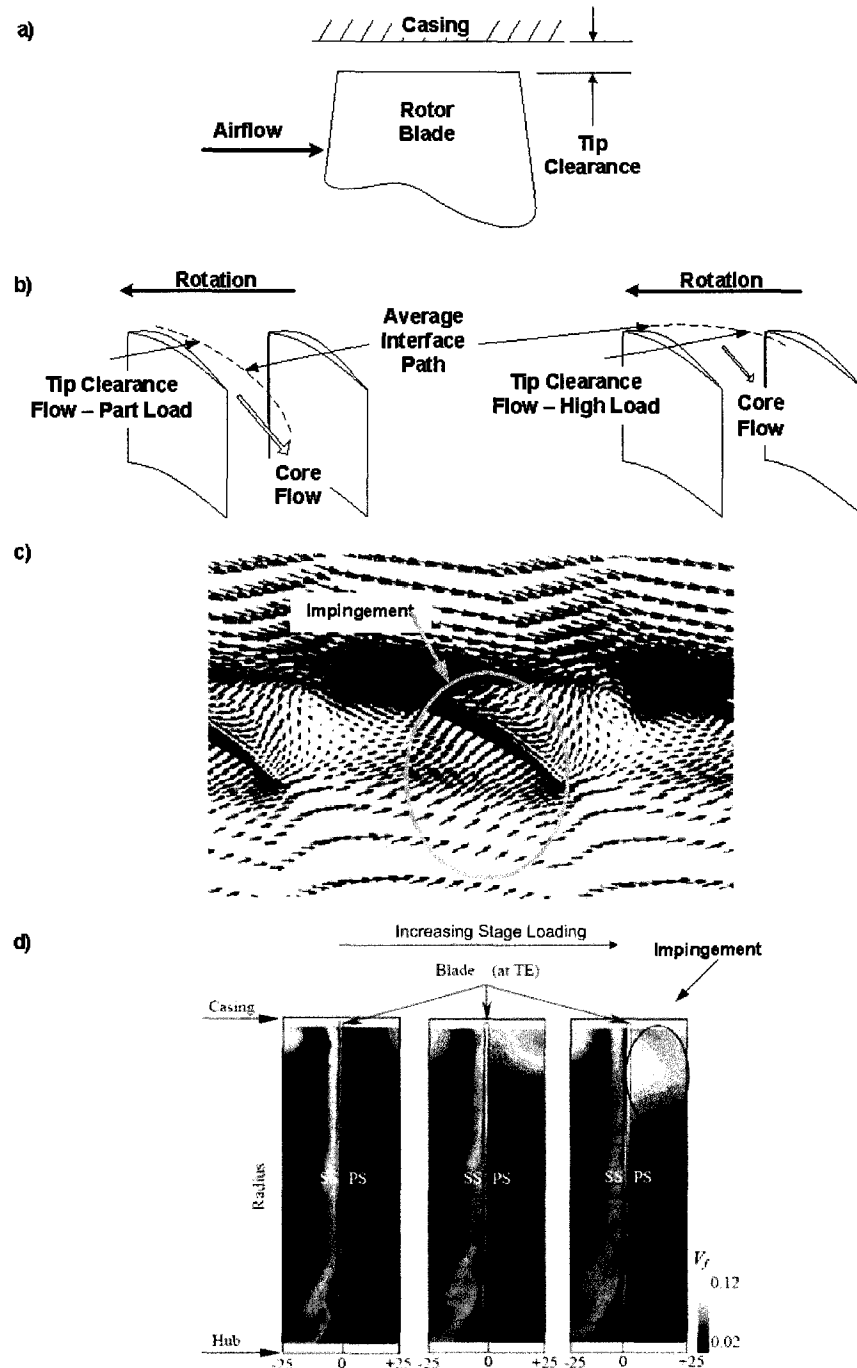 a)
Casing
Airflow
Rotor
Blade
Tip
Clearance
b)
Rotation
Rotation
Average
Interface
Path
Tip Clearance
Flow – Part Load
Core
Flow
Tip Clearance
Flow – High Load
Core
Flow
c)
Impingement
d)
Increasing Stage Loading
Impingement
Blade (at TE)
Casing
Radius
SS PS
SS PS
SS PS
Vf
0.12
0.02
Hub
-25 0 +25
-25 0 +25
-25 0 +25